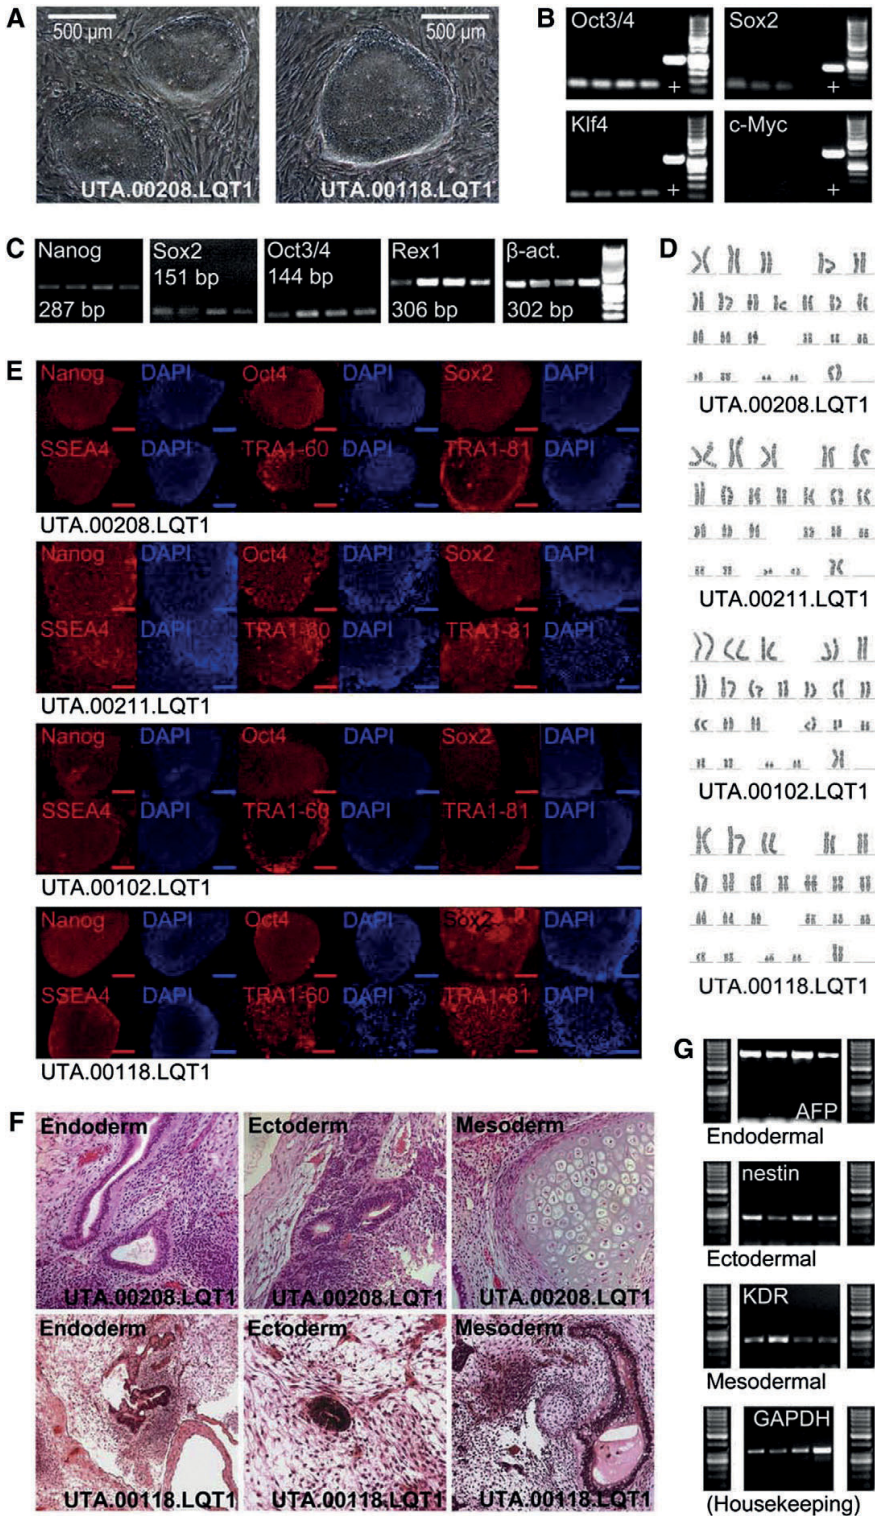 A
500 µm
500 µm
UTA.00208.LQT1
UTA.00118.LQT1
B
Oct3/4
Sox2
+
+
Klf4
c-Myc
+
+
C
Nanog
287 bp
Sox2
151 bp
Oct3/4
144 bp
Rex1
306 bp
β-act.
302 bp
D
UTA.00208.LQT1
UTA.00211.LQT1
UTA.00102.LQT1
UTA.00118.LQT1
E
Nanog DAPI Oct4 DAPI Sox2 DAPI
SSEA4 DAPI TRA1-60 DAPI TRA1-81 DAPI
UTA.00208.LQT1
Nanog DAPI Oct4 DAPI Sox2 DAPI
SSEA4 DAPI TRA1-60 DAPI TRA1-81 DAPI
UTA.00211.LQT1
Nanog DAPI Oct4 DAPI Sox2 DAPI
SSEA4 DAPI TRA1-60 DAPI TRA1-81 DAPI
UTA.00102.LQT1
Nanog DAPI Oct4 DAPI Sox2 DAPI
SSEA4 DAPI TRA1-60 DAPI TRA1-81 DAPI
UTA.00118.LQT1
F
Endoderm
UTA.00208.LQT1
Ectoderm
UTA.00208.LQT1
Mesoderm
UTA.00208.LQT1
Endoderm
UTA.00118.LQT1
Ectoderm
UTA.00118.LQT1
Mesoderm
UTA.00118.LQT1
G
AFP
Endodermal
nestin
Ectodermal
KDR
Mesodermal
GAPDH
(Housekeeping)